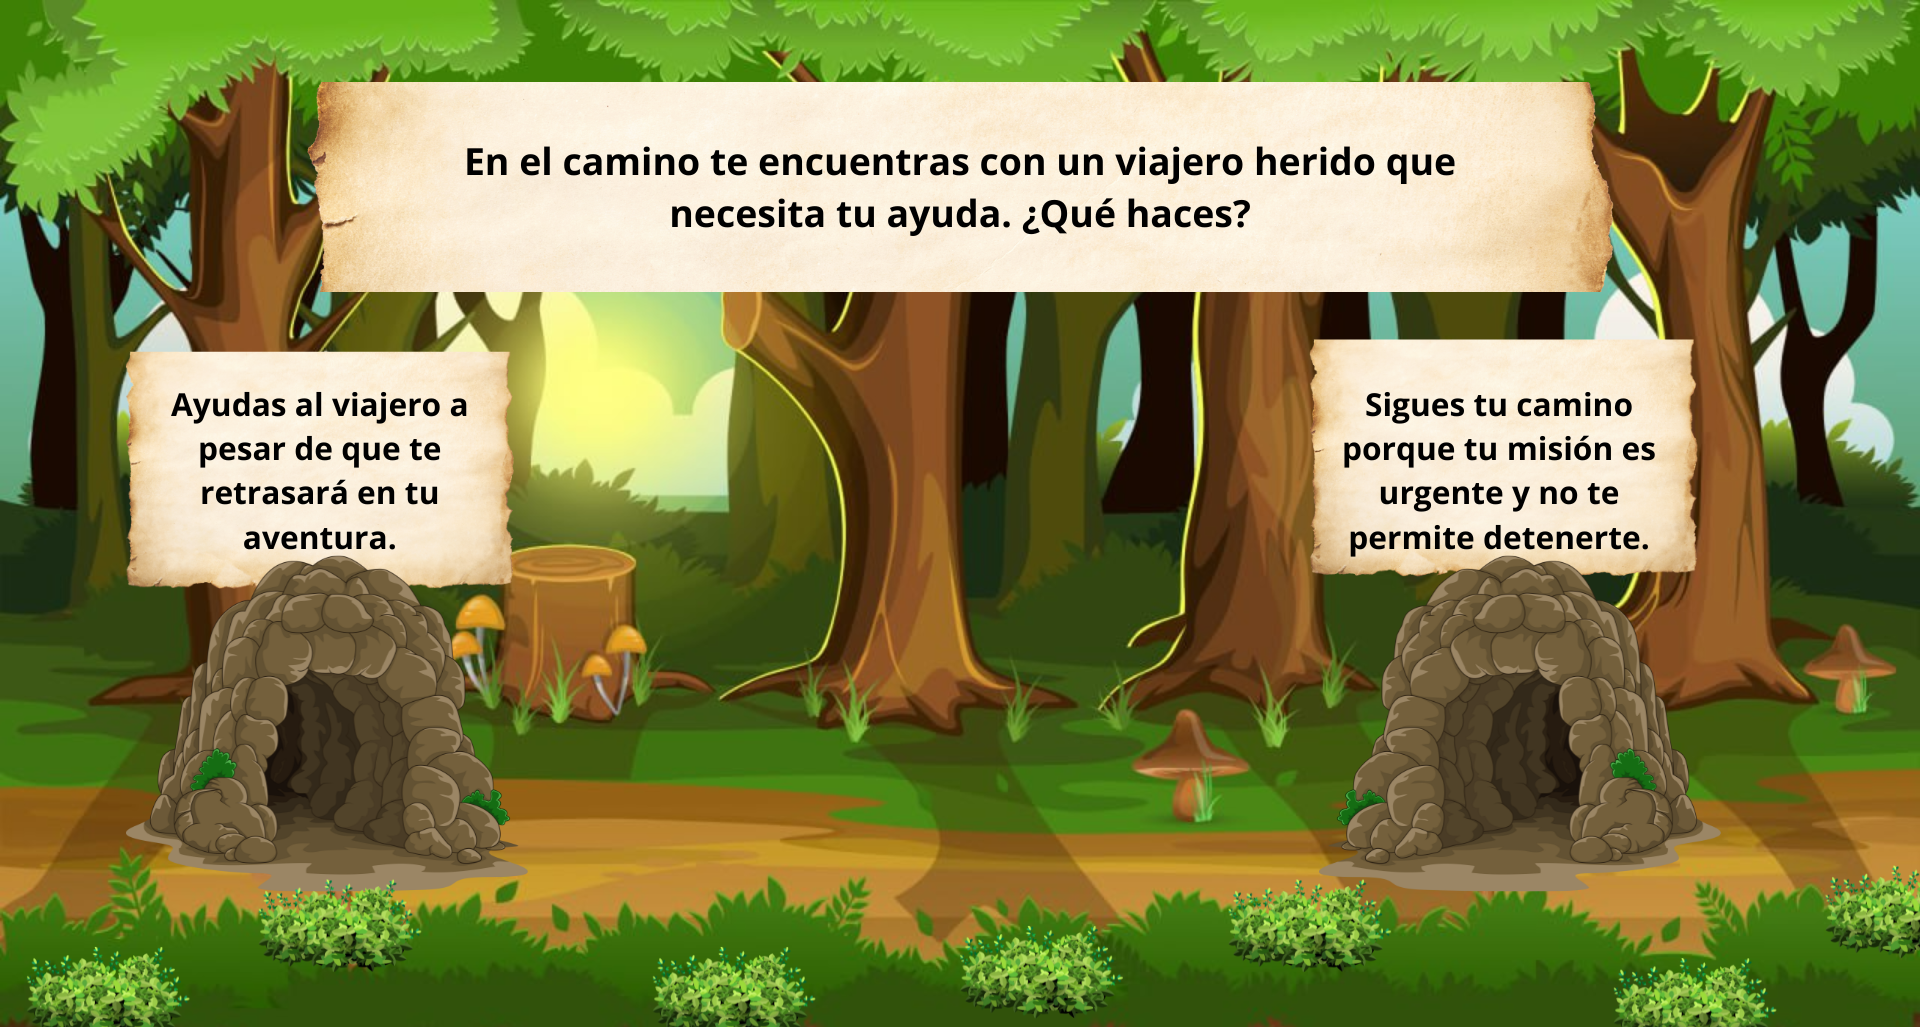 En el camino te encuentras con un viajero herido que
necesita tu ayuda. ¿Qué haces?
Ayudas al viajero a
pesar de que te
retrasará en tu
aventura.
Sigues tu camino
porque tu misión es
urgente y no te
permite detenerte.